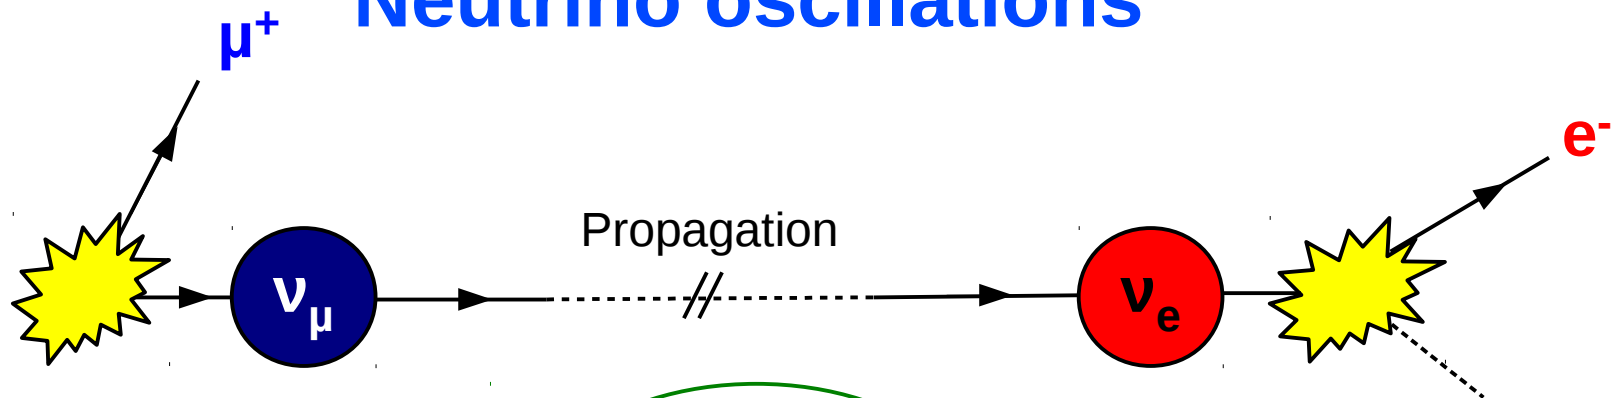 Neutrino oscillations
μ⁺
e⁻
Propagation
νμ
νe